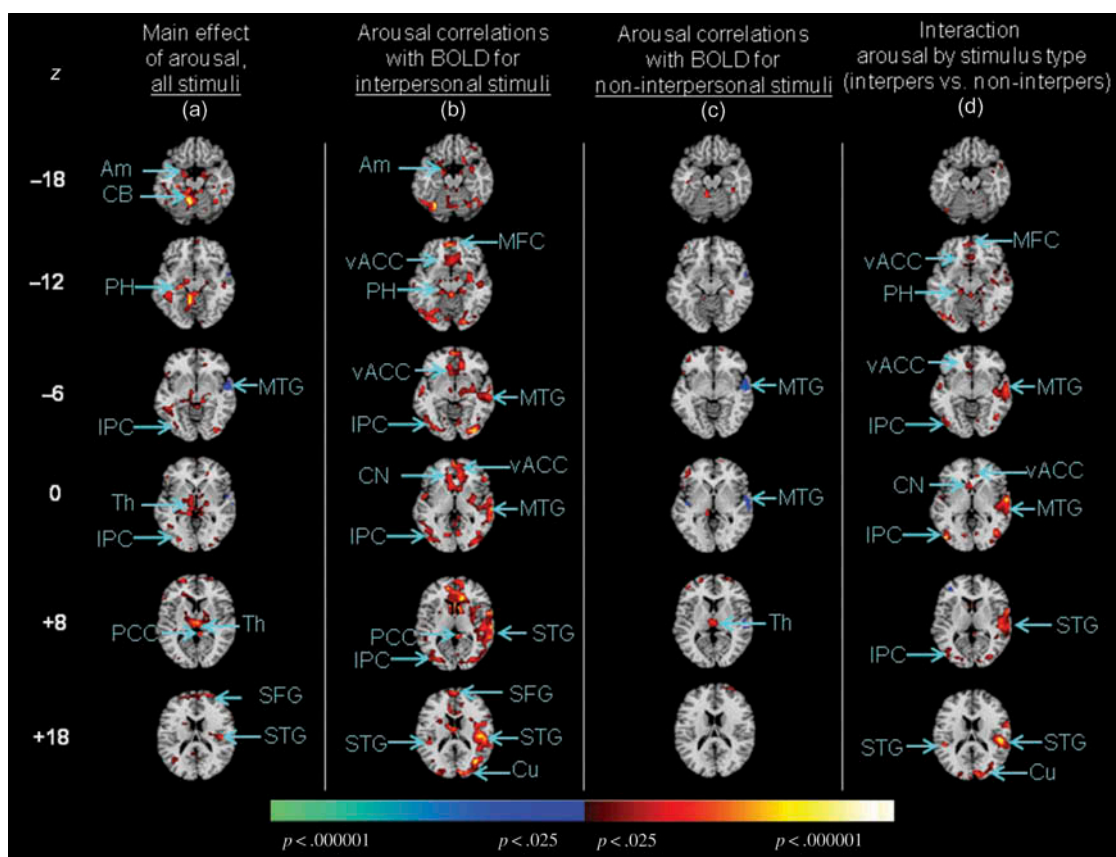 z
Main effect
of arousal,
all stimuli
(a)
Arousal correlations
with BOLD for
interpersonal stimuli
(b)
Arousal correlations
with BOLD for
non-interpersonal stimuli
(c)
Interaction
arousal by stimulus type
(interpers vs. non-interpers)
(d)
–18
Am
CB
Am
–12
PH
MFC
vACC
PH
MFC
vACC
PH
–6
MTG
IPC
vACC
MTG
IPC
MTG
vACC
MTG
IPC
0
Th
IPC
CN
vACC
MTG
IPC
MTG
vACC
CN
MTG
IPC
+8
Th
PCC
PCC
STG
IPC
Th
STG
IPC
+18
SFG
STG
SFG
STG
STG
Cu
STG
STG
Cu
p < .000001 p < .025 p < .025 p < .000001